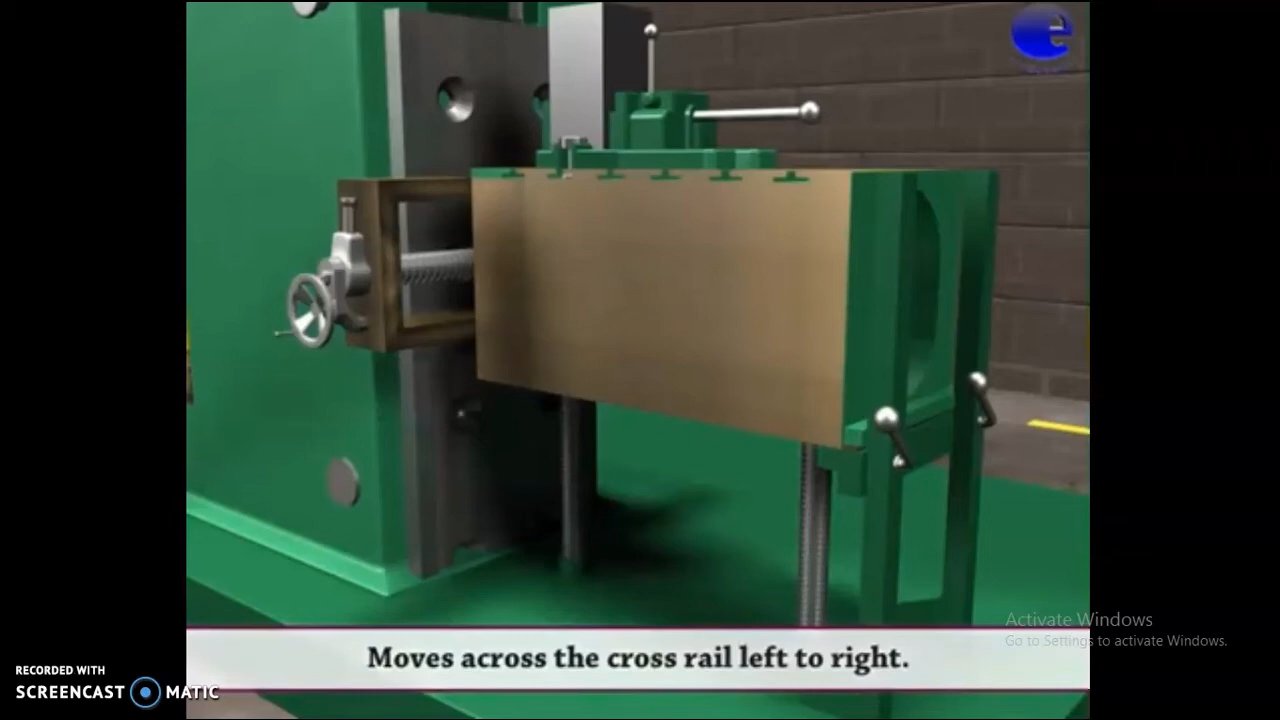 e
Activate Windows
Go to Settings to activate Windows.
Moves across the cross rail left to right.
RECORDED WITH
SCREENCAST MATIC